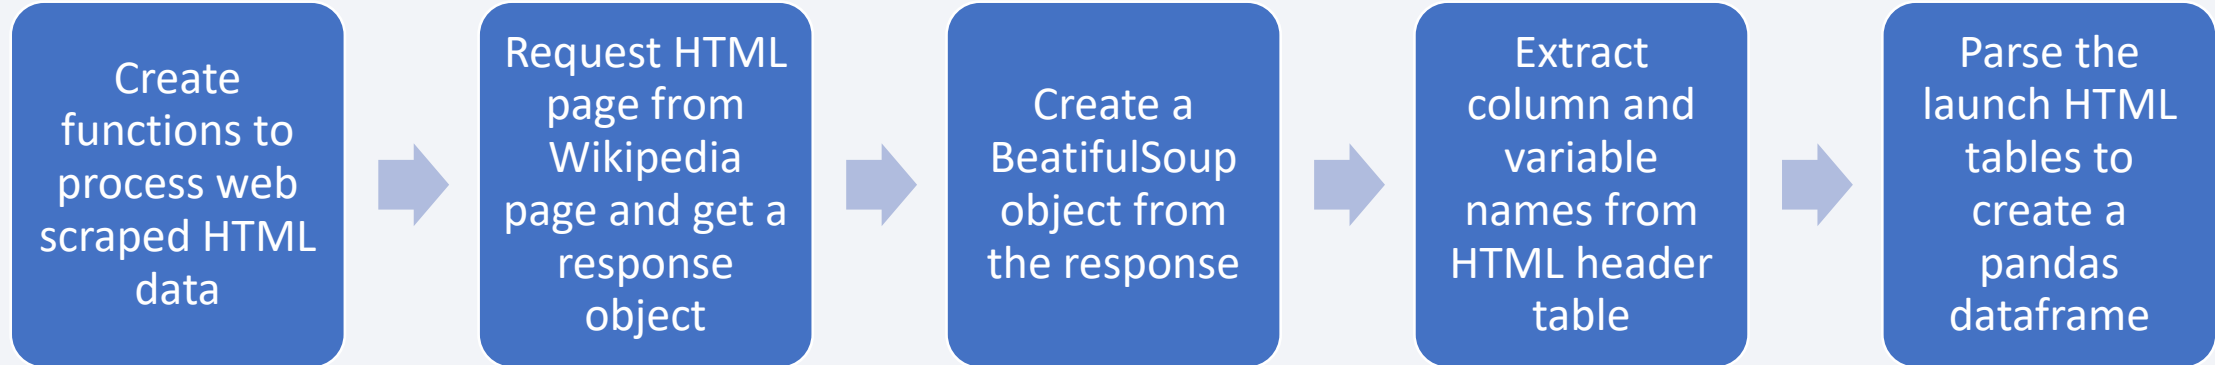 Create
functions to
process web
scraped HTML
data
Request HTML
page from
Wikipedia
page and get a
response
object
Create a
BeatifulSoup
object from
the response
Extract
column and
variable
names from
HTML header
table
Parse the
launch HTML
tables to
create a
pandas
dataframe